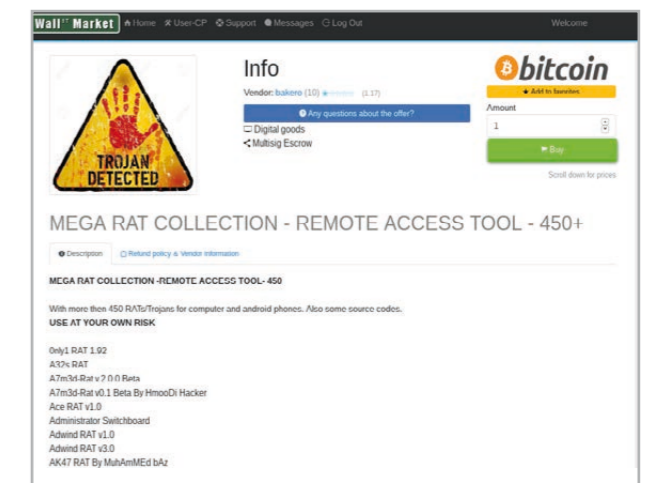 Wall ST Market Home User-CP Support Messages Log Out Welcome
TROJAN
DETECTED
Info
Vendor: bakero (10) (1.17)
Any questions about the offer?
Digital goods
Multisig Escrow
bitcoin
Add to favorites
Amount
1
Buy
Scroll down for prices
MEGA RAT COLLECTION - REMOTE ACCESS TOOL - 450+
Description Refund policy & Vendor information
MEGA RAT COLLECTION -REMOTE ACCESS TOOL- 450
With more then 450 RATs/Trojans for computer and android phones. Also some source codes.
USE AT YOUR OWN RISK
0nly1 RAT 1.92
A32s RAT
A7m3d-Rat v 2.0.0 Beta
A7m3d-Rat v0.1 Beta By HmooDi Hacker
Ace RAT v1.0
Administrator Switchboard
Adwind RAT v1.0
Adwind RAT v3.0
AK47 RAT By MuhAmMEd bAz